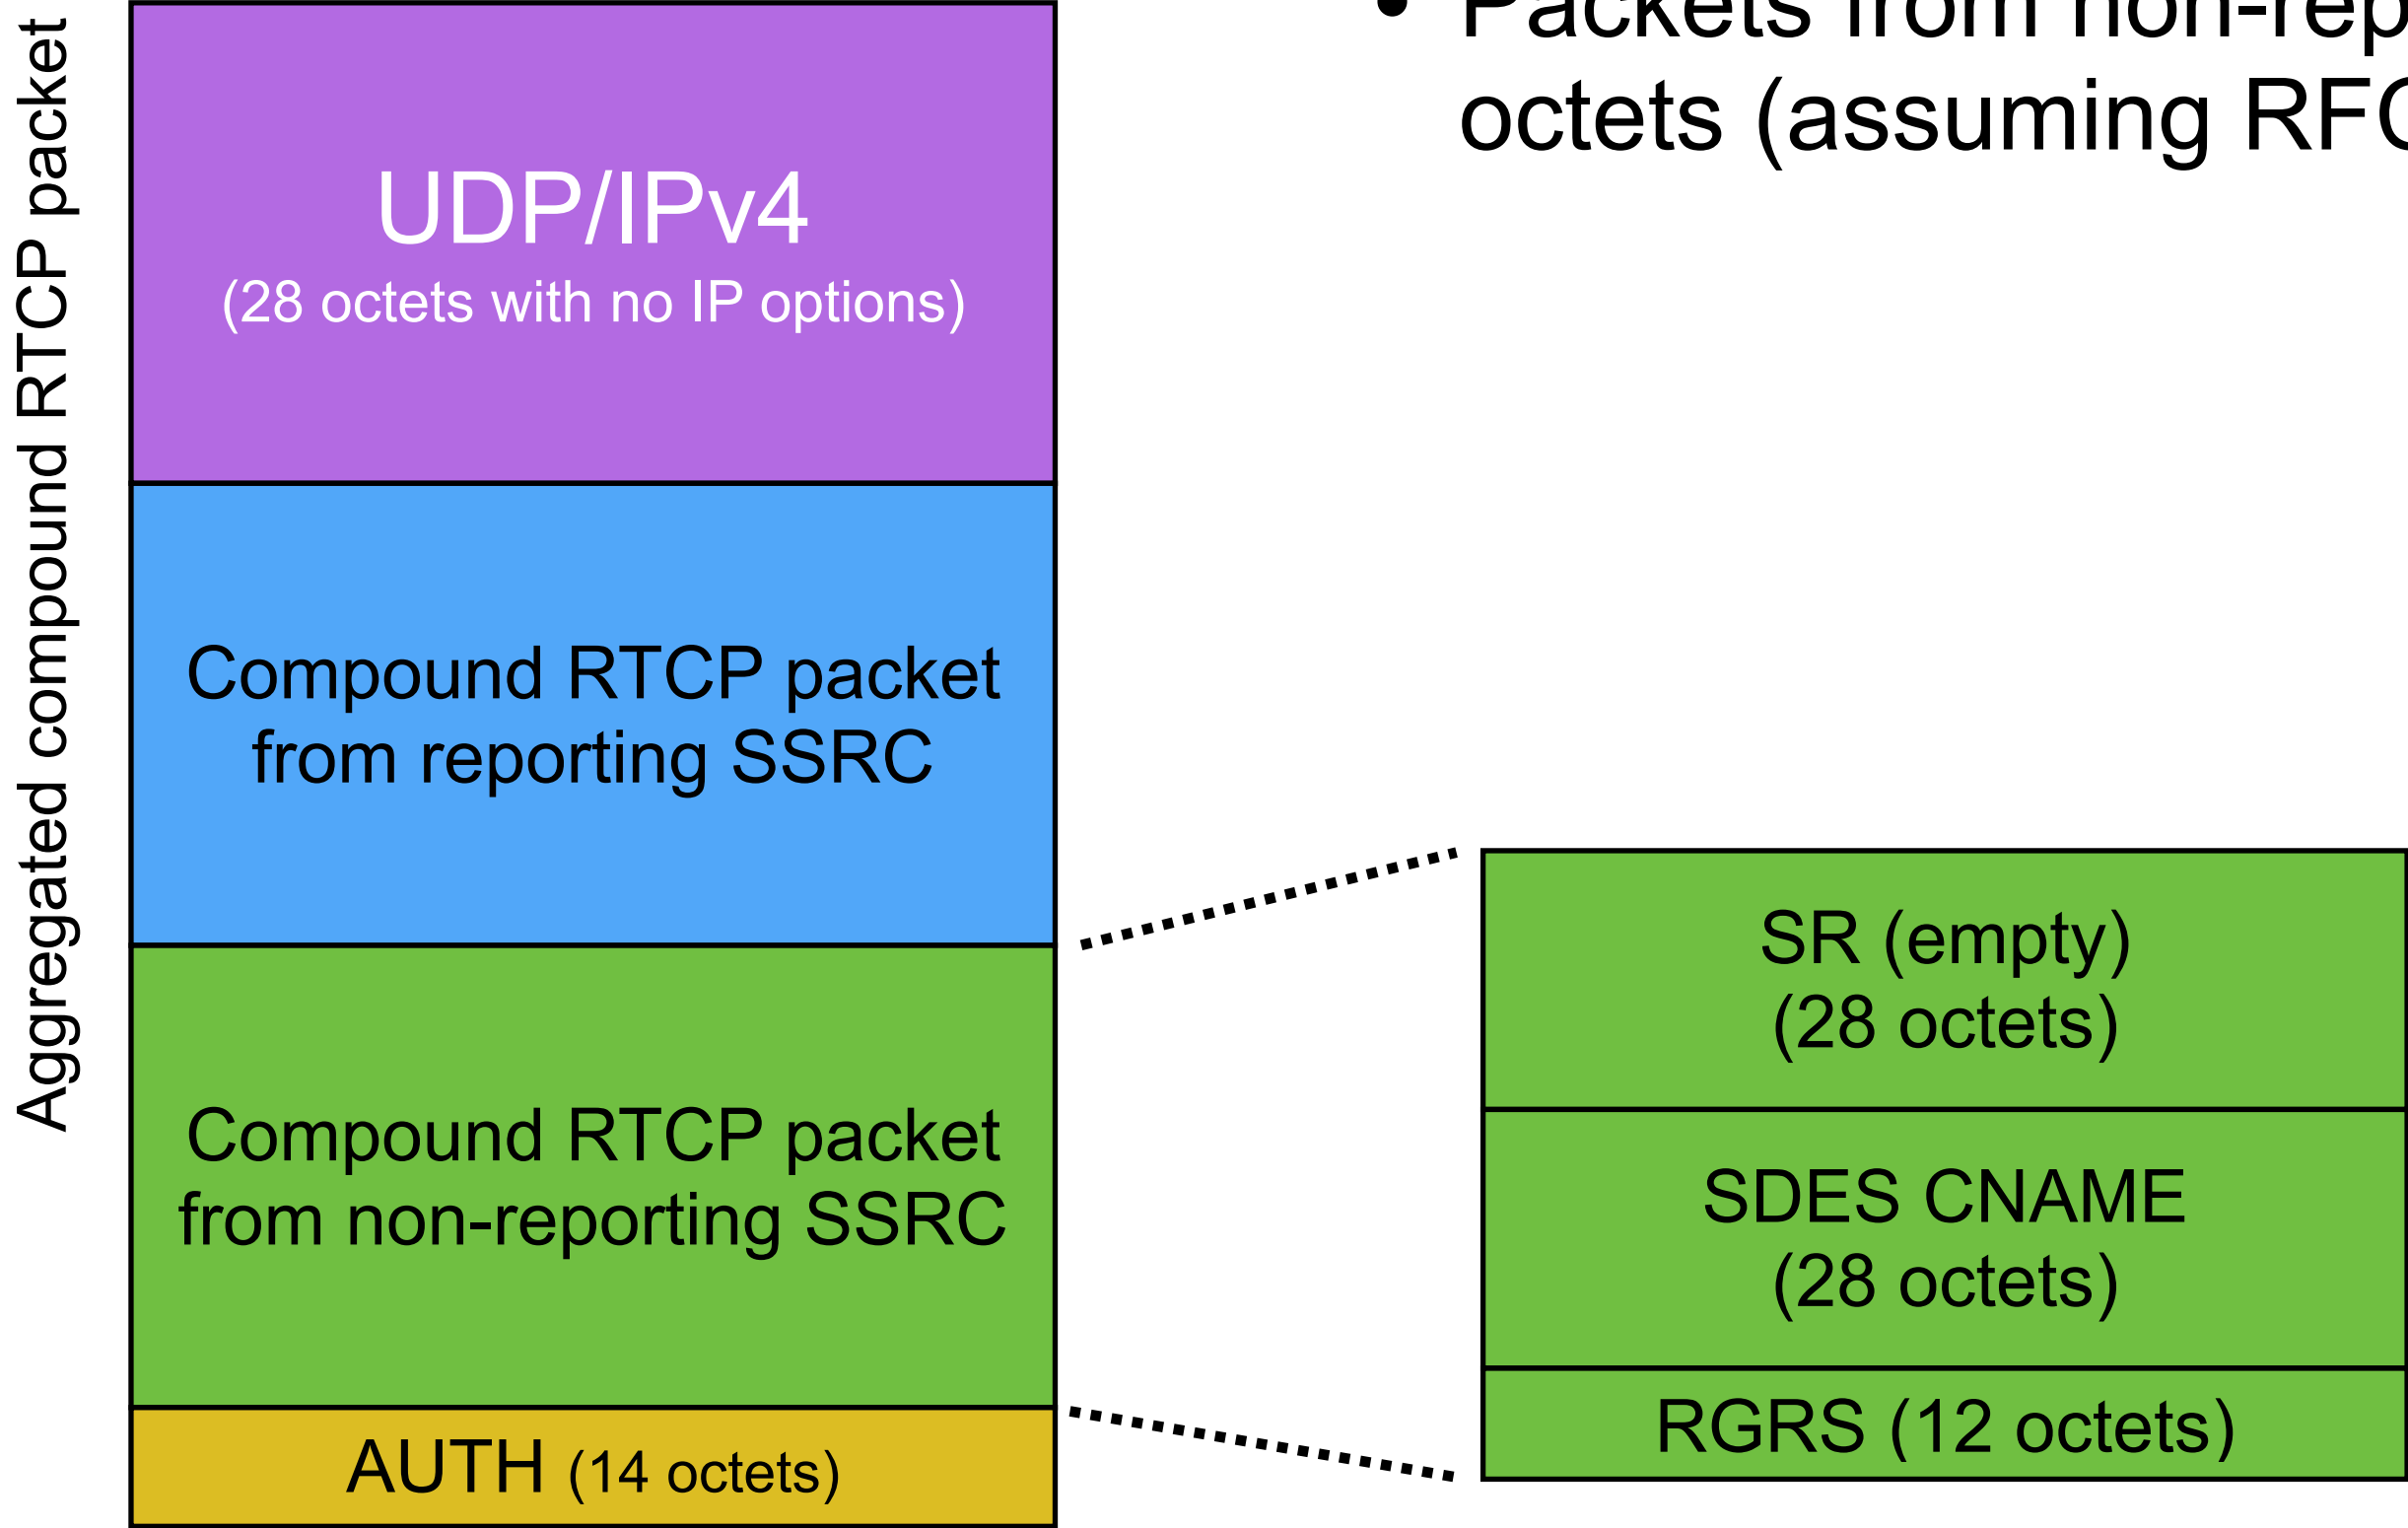 Aggregated compound RTCP packet
UDP/IPv4
(28 octets with no IP options)
Compound RTCP packet
from reporting SSRC
Compound RTCP packet
from non-reporting SSRC
AUTH (14 octets)
• Packets from
octets (assuming
SR (empty)
(28 octets)
SDES CNAME
(28 octets)
RGRS (12 octets)